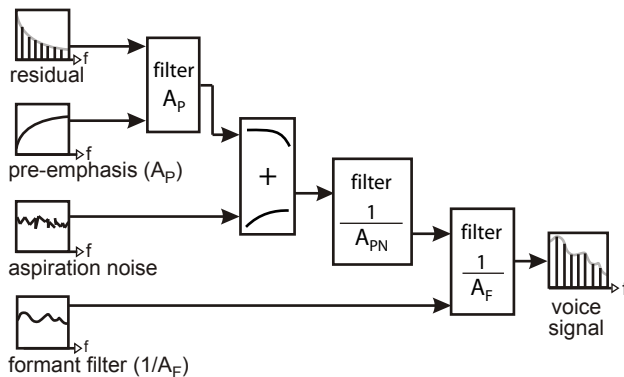 f
residual
filter
A_P
f
pre-emphasis (A_P)
+
f
aspiration noise
filter
1
A_PN
filter
1
A_F
f
voice
signal
f
formant filter (1/A_F)